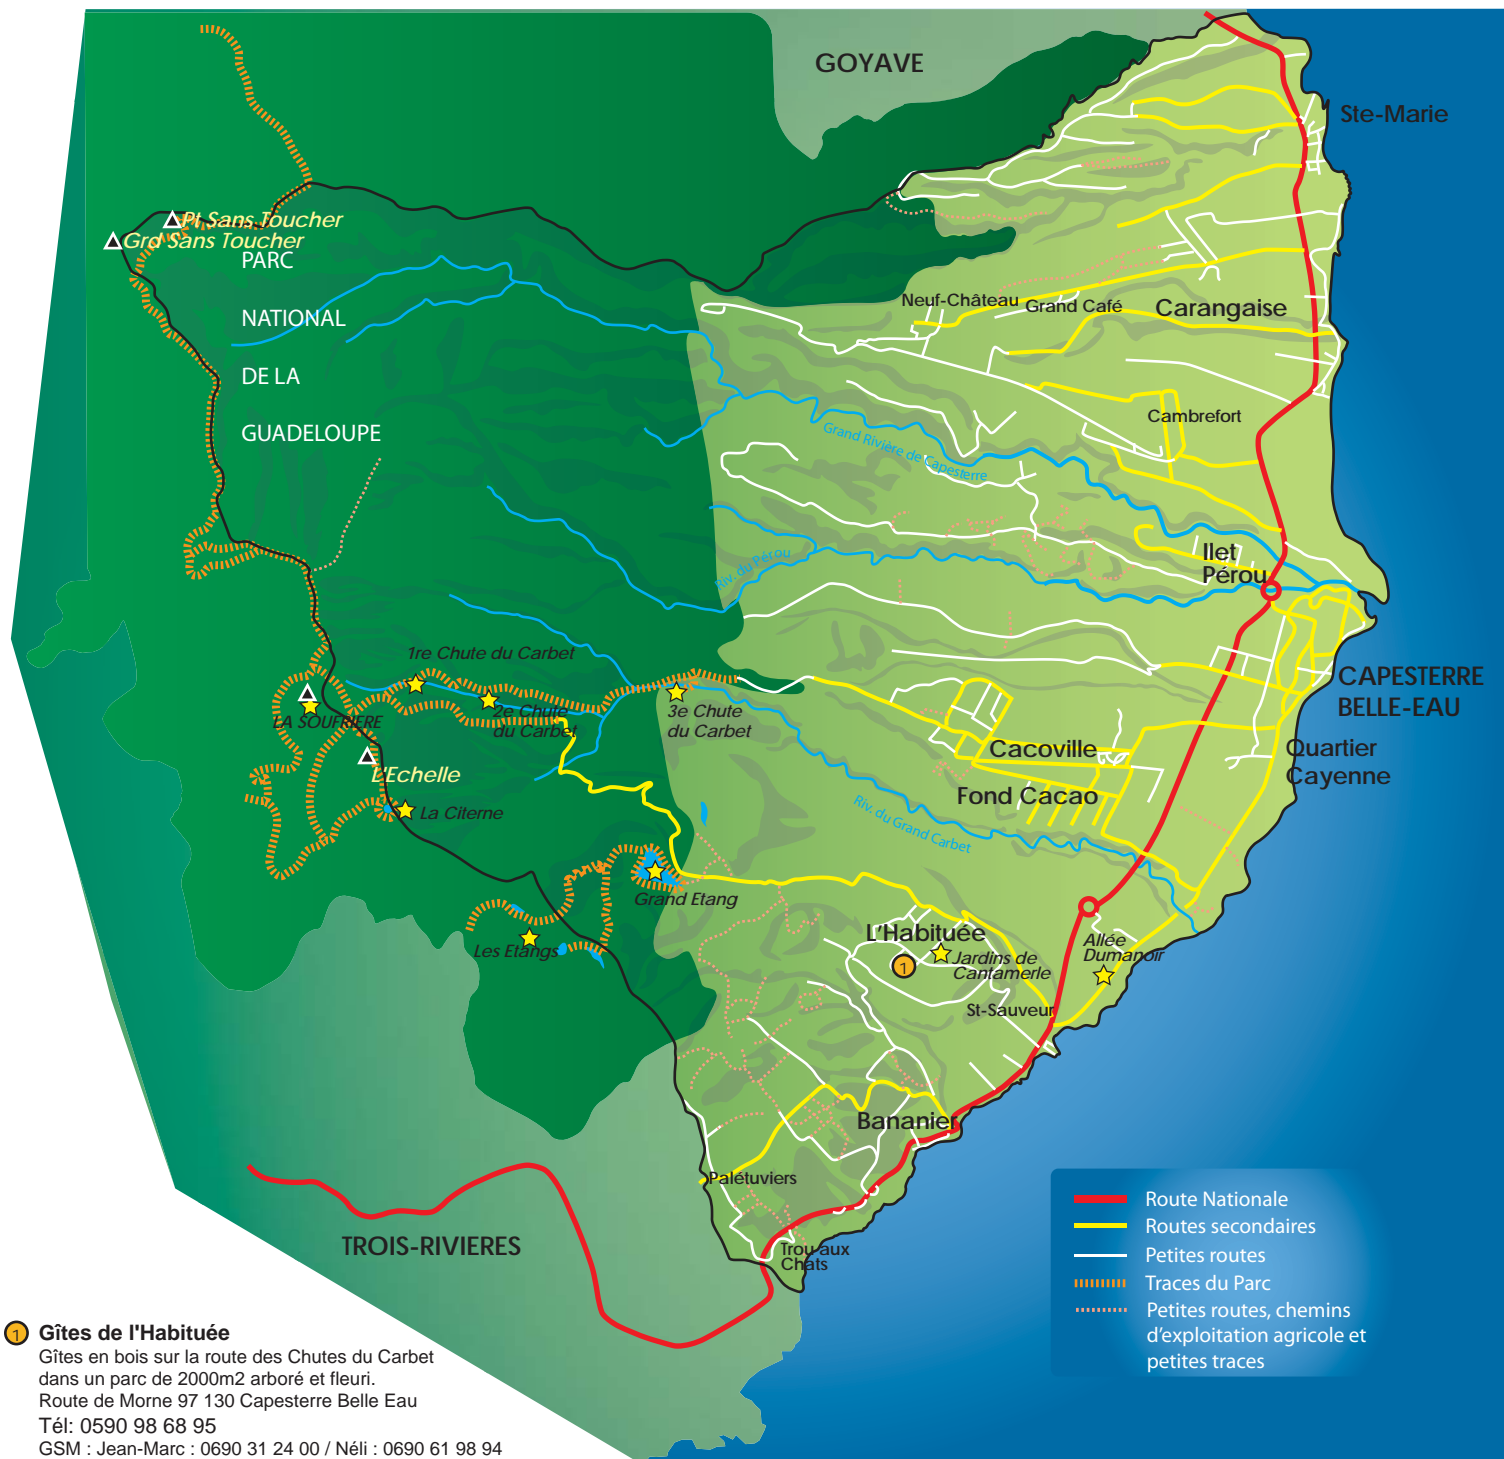 GOYAVE
Ste-Marie
Pt Sans Toucher
Grd Sans Toucher
PARC
NATIONAL
DE LA
GUADELOUPE
Neuf-Château
Grand Café
Carangaise
Cambrefort
Grand Rivière de Capesterre
Ilet
Pérou
Riv. du Pérou
1re Chute du Carbet
2e Chute
du Carbet
3e Chute
du Carbet
LA SOUFRIERE
L'Echelle
La Citerne
CAPESTERRE
BELLE-EAU
Cacoville
Quartier
Cayenne
Fond Cacao
Riv. du Grand Carbet
Grand Etang
Les Etangs
L'Habituée
1
Jardins de
Cantamerle
Allée
Dumanoir
St-Sauveur
Bananier
Palétuviers
Trou aux
Chats
TROIS-RIVIERES
Route Nationale
Routes secondaires
Petites routes
Traces du Parc
Petites routes, chemins
d'exploitation agricole et
petites traces
1 Gîtes de l'Habituée
Gîtes en bois sur la route des Chutes du Carbet
dans un parc de 2000m2 arboré et fleuri.
Route de Morne 97 130 Capesterre Belle Eau
Tél: 0590 98 68 95
GSM : Jean-Marc : 0690 31 24 00 / Néli : 0690 61 98 94